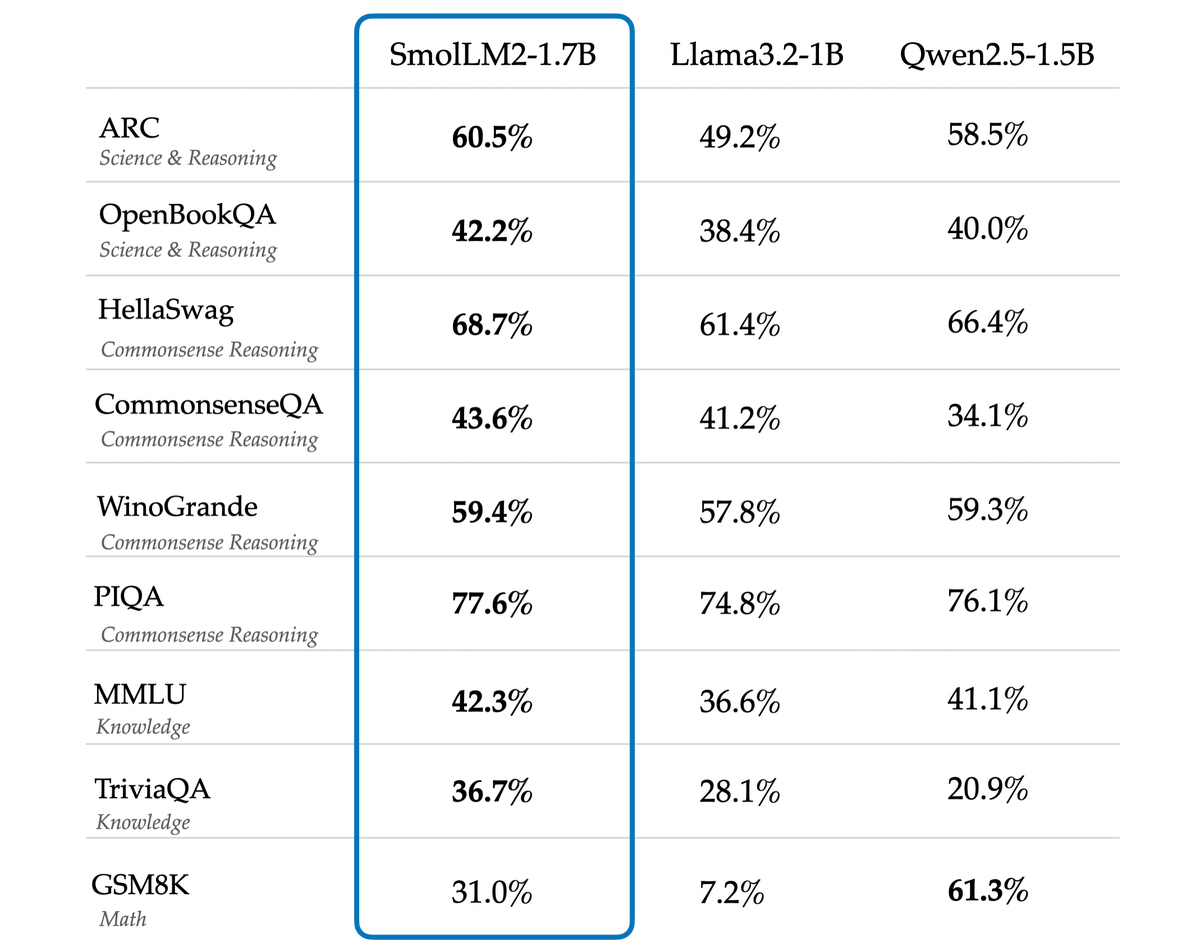 SmolLM2-1.7B Llama3.2-1B Qwen2.5-1.5B
ARC 60.5% 49.2% 58.5%
Science & Reasoning
OpenBookQA 42.2% 38.4% 40.0%
Science & Reasoning
HellaSwag 68.7% 61.4% 66.4%
Commonsense Reasoning
CommonsenseQA 43.6% 41.2% 34.1%
Commonsense Reasoning
WinoGrande 59.4% 57.8% 59.3%
Commonsense Reasoning
PIQA 77.6% 74.8% 76.1%
Commonsense Reasoning
MMLU 42.3% 36.6% 41.1%
Knowledge
TriviaQA 36.7% 28.1% 20.9%
Knowledge
GSM8K 31.0% 7.2% 61.3%
Math